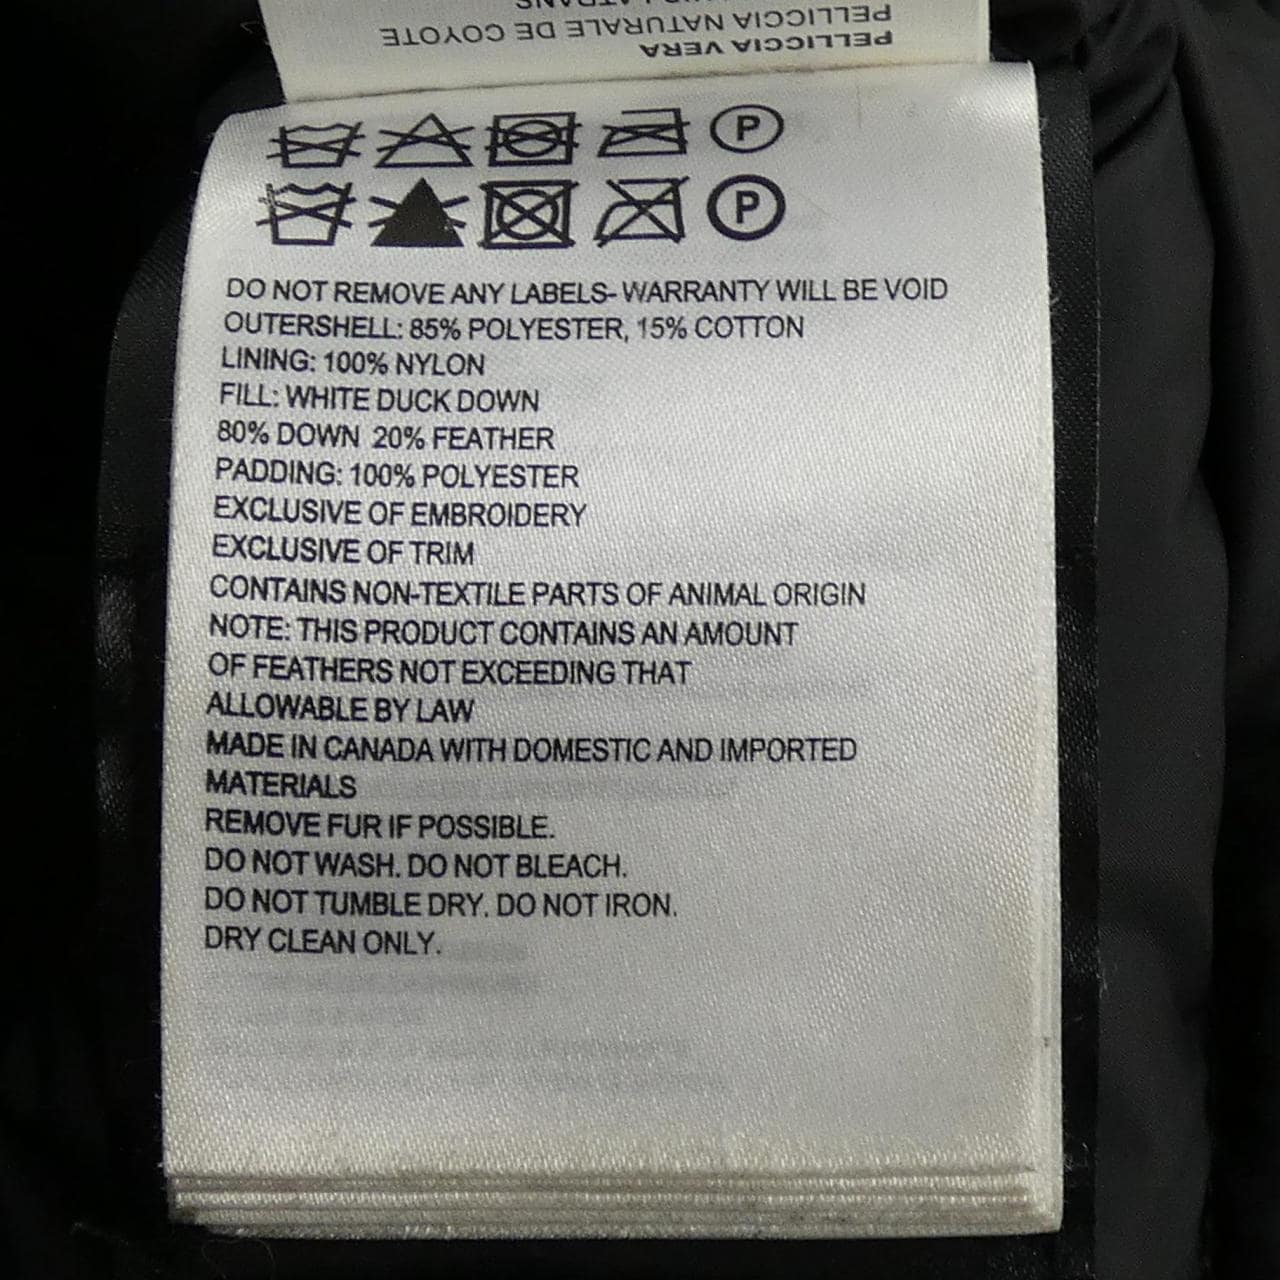 PELLICCIA VERA
PELLICCIA NATURALE DE COYOTE
P
P
DO NOT REMOVE ANY LABELS- WARRANTY WILL BE VOID
OUTERSHELL: 85% POLYESTER, 15% COTTON
LINING: 100% NYLON
FILL: WHITE DUCK DOWN
80% DOWN 20% FEATHER
PADDING: 100% POLYESTER
EXCLUSIVE OF EMBROIDERY
EXCLUSIVE OF TRIM
CONTAINS NON-TEXTILE PARTS OF ANIMAL ORIGIN
NOTE: THIS PRODUCT CONTAINS AN AMOUNT
OF FEATHERS NOT EXCEEDING THAT
ALLOWABLE BY LAW
MADE IN CANADA WITH DOMESTIC AND IMPORTED
MATERIALS
REMOVE FUR IF POSSIBLE.
DO NOT WASH. DO NOT BLEACH.
DO NOT TUMBLE DRY. DO NOT IRON.
DRY CLEAN ONLY.